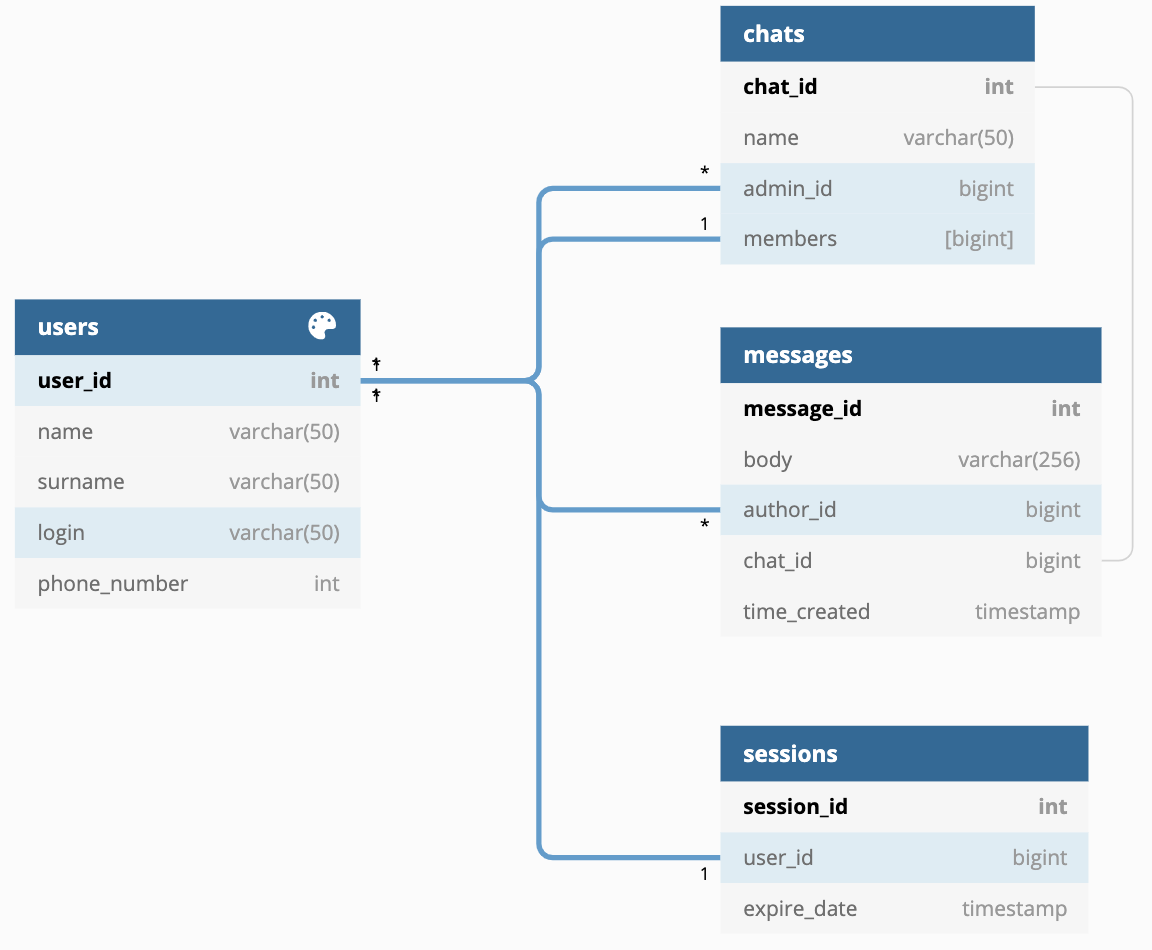 chats
chat_id int
name varchar(50)
* admin_id bigint
1 members [bigint]
users
user_id int
name varchar(50)
surname varchar(50)
login varchar(50)
phone_number int
messages
message_id int
body varchar(256)
author_id bigint
*
chat_id bigint
time_created timestamp
sessions
session_id int
user_id bigint
1
expire_date timestamp